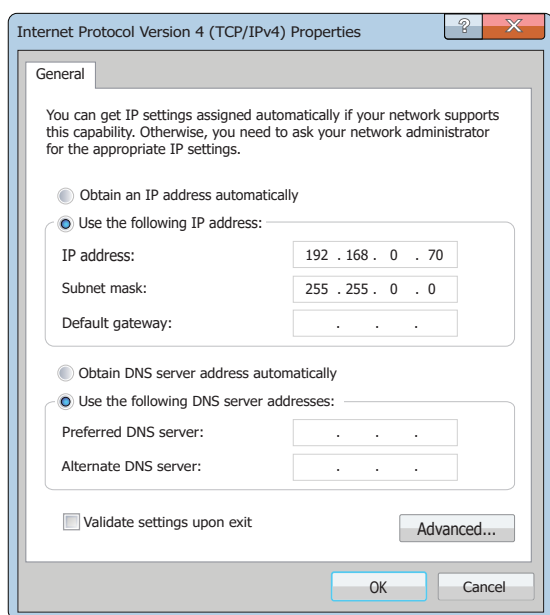 Internet Protocol Version 4 (TCP/IPv4) Properties
General
You can get IP settings assigned automatically if your network supports
this capability. Otherwise, you need to ask your network administrator
for the appropriate IP settings.
Obtain an IP address automatically
Use the following IP address:
IP address: 192 . 168 . 0 . 70
Subnet mask: 255 . 255 . 0 . 0
Default gateway: . . .
Obtain DNS server address automatically
Use the following DNS server addresses:
Preferred DNS server: . . .
Alternate DNS server: . . .
Validate settings upon exit
Advanced...
OK Cancel